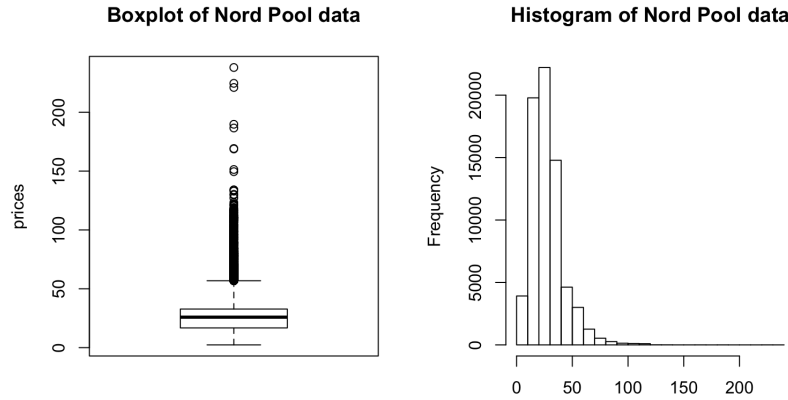 Boxplot of Nord Pool data
prices
0
50
100
150
200
Histogram of Nord Pool data
Frequency
0
5000
10000
15000
20000
0 50 100 150 200